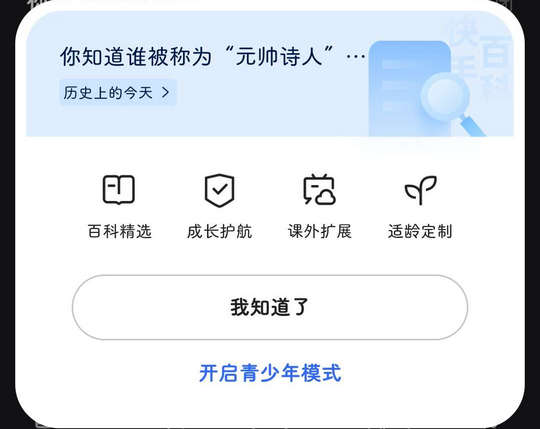 你知道谁被称为“元帅诗人”…
快手
百科
历史上的今天 >
百科精选
成长护航
课外扩展
适龄定制
我知道了
开启青少年模式